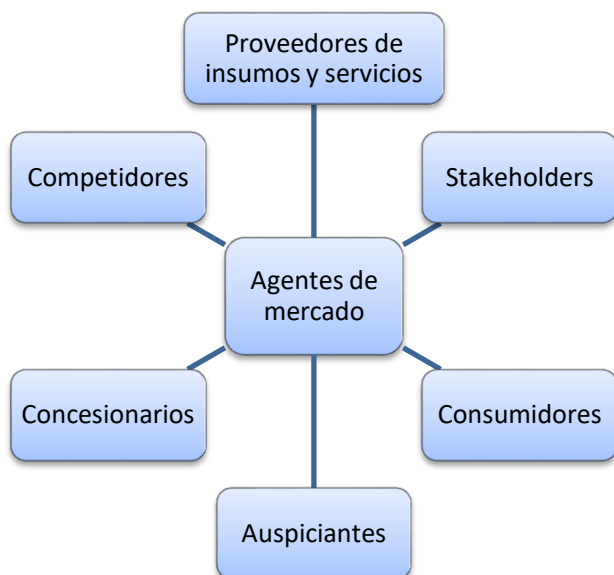 Proveedores de
insumos y servicios
Competidores
Stakeholders
Agentes de
mercado
Concesionarios
Consumidores
Auspiciantes